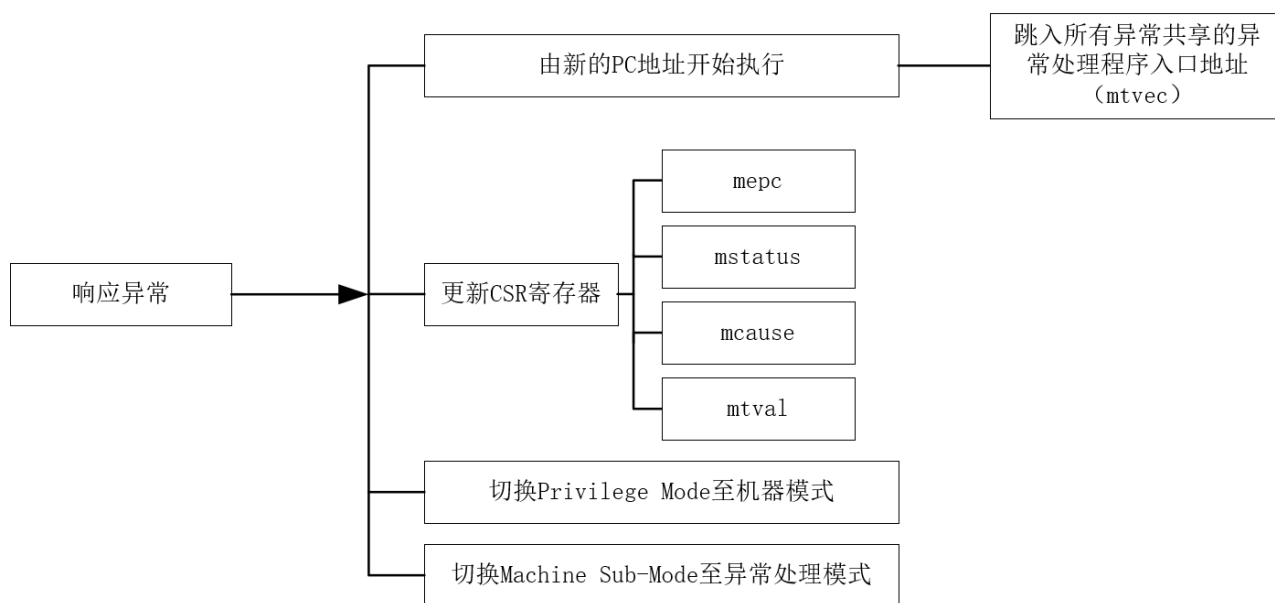 由新的PC地址开始执行
跳入所有异常共享的异
常处理程序入口地址
（mtvec）
mepc
mstatus
响应异常
更新CSR寄存器
mcause
mtval
切换Privilege Mode至机器模式
切换Machine Sub-Mode至异常处理模式